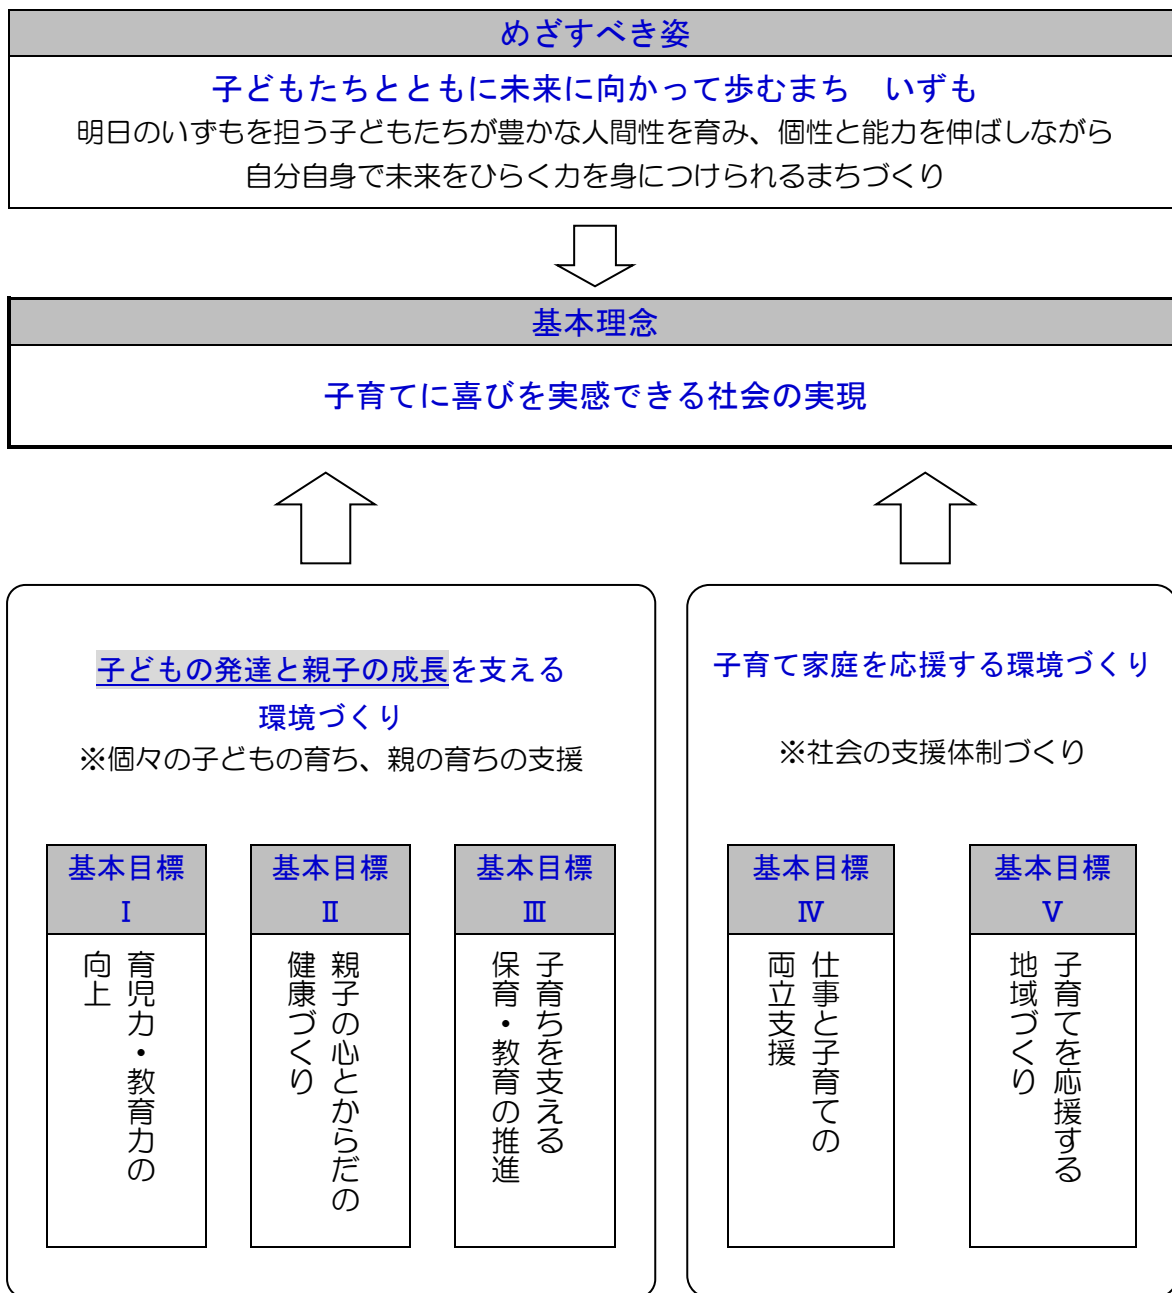 めざすべき姿
子どもたちとともに未来に向かって歩むまち　いずも
明日のいずもを担う子どもたちが豊かな人間性を育み、個性と能力を伸ばしながら
自分自身で未来をひらく力を身につけられるまちづくり
基本理念
子育てに喜びを実感できる社会の実現
子どもの発達と親子の成長を支える
環境づくり
※個々の子どもの育ち、親の育ちの支援
基本目標
Ⅰ
育児力・教育力の
向上
基本目標
Ⅱ
親子の心とからだの
健康づくり
基本目標
Ⅲ
子育ちを支える
保育・教育の推進
子育て家庭を応援する環境づくり
※社会の支援体制づくり
基本目標
Ⅳ
仕事と子育ての
両立支援
基本目標
Ⅴ
子育てを応援する
地域づくり